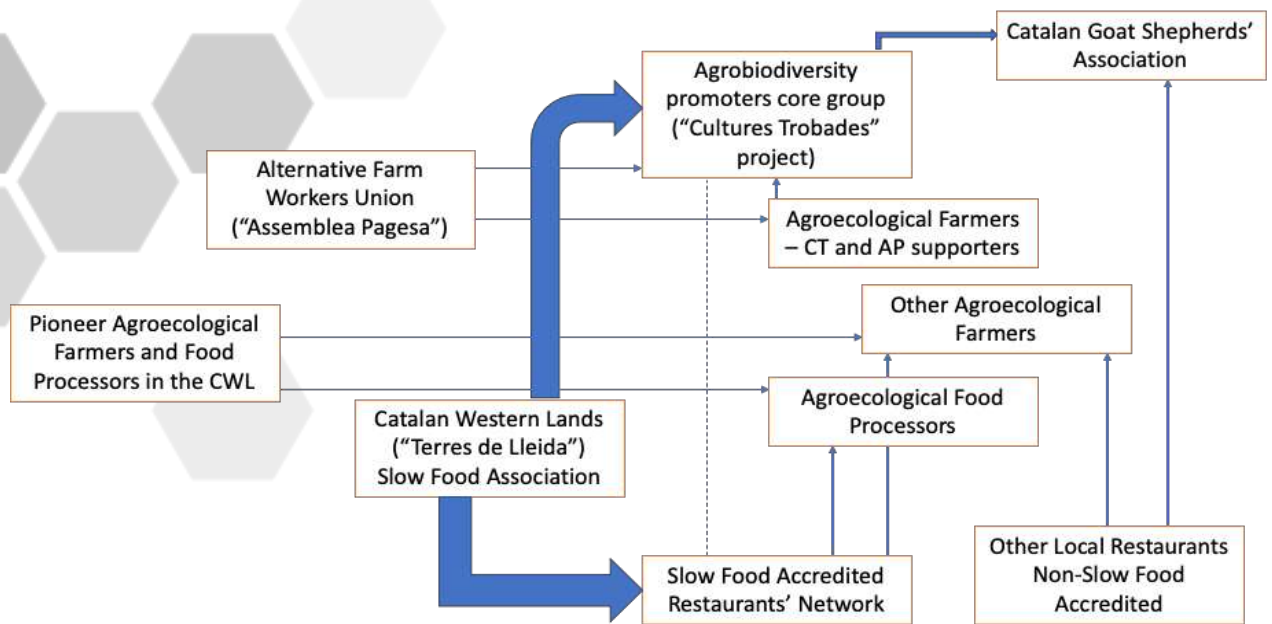 Catalan Goat Shepherds’
Association
Agrobiodiversity
promoters core group
(“Cultures Trobades”
project)
Alternative Farm
Workers Union
(“Assemblea Pagesa”)
Agroecological Farmers
– CT and AP supporters
Other Agroecological
Farmers
Pioneer Agroecological
Farmers and Food
Processors in the CWL
Agroecological Food
Processors
Catalan Western Lands
(“Terres de Lleida”)
Slow Food Association
Slow Food Accredited
Restaurants’ Network
Other Local Restaurants
Non-Slow Food
Accredited